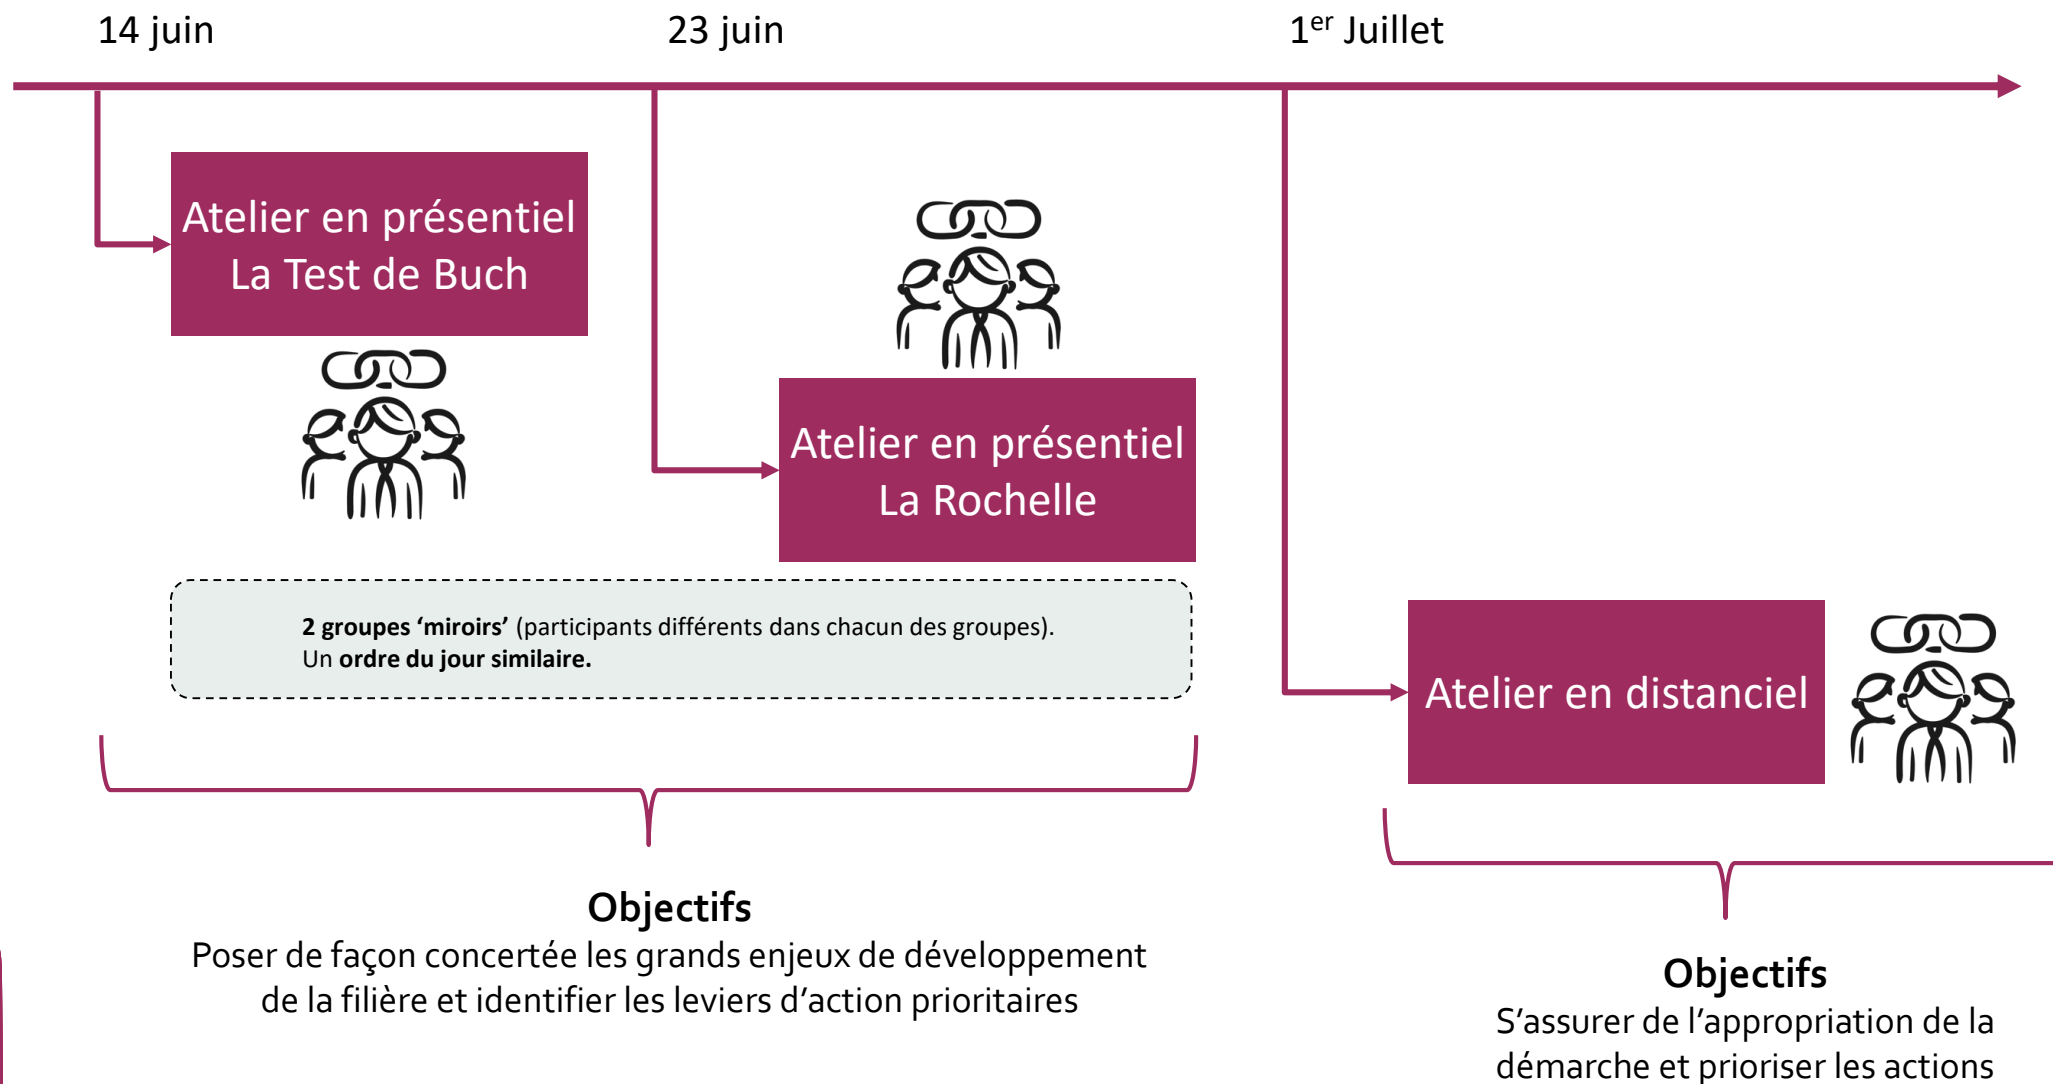 14 juin
23 juin
1er Juillet
Atelier en présentiel
La Test de Buch
Atelier en présentiel
La Rochelle
2 groupes ‘miroirs’ (participants différents dans chacun des groupes).
Un ordre du jour similaire.
Atelier en distanciel
Objectifs
Poser de façon concertée les grands enjeux de développement
de la filière et identifier les leviers d’action prioritaires
Objectifs
S’assurer de l’appropriation de la
démarche et prioriser les actions